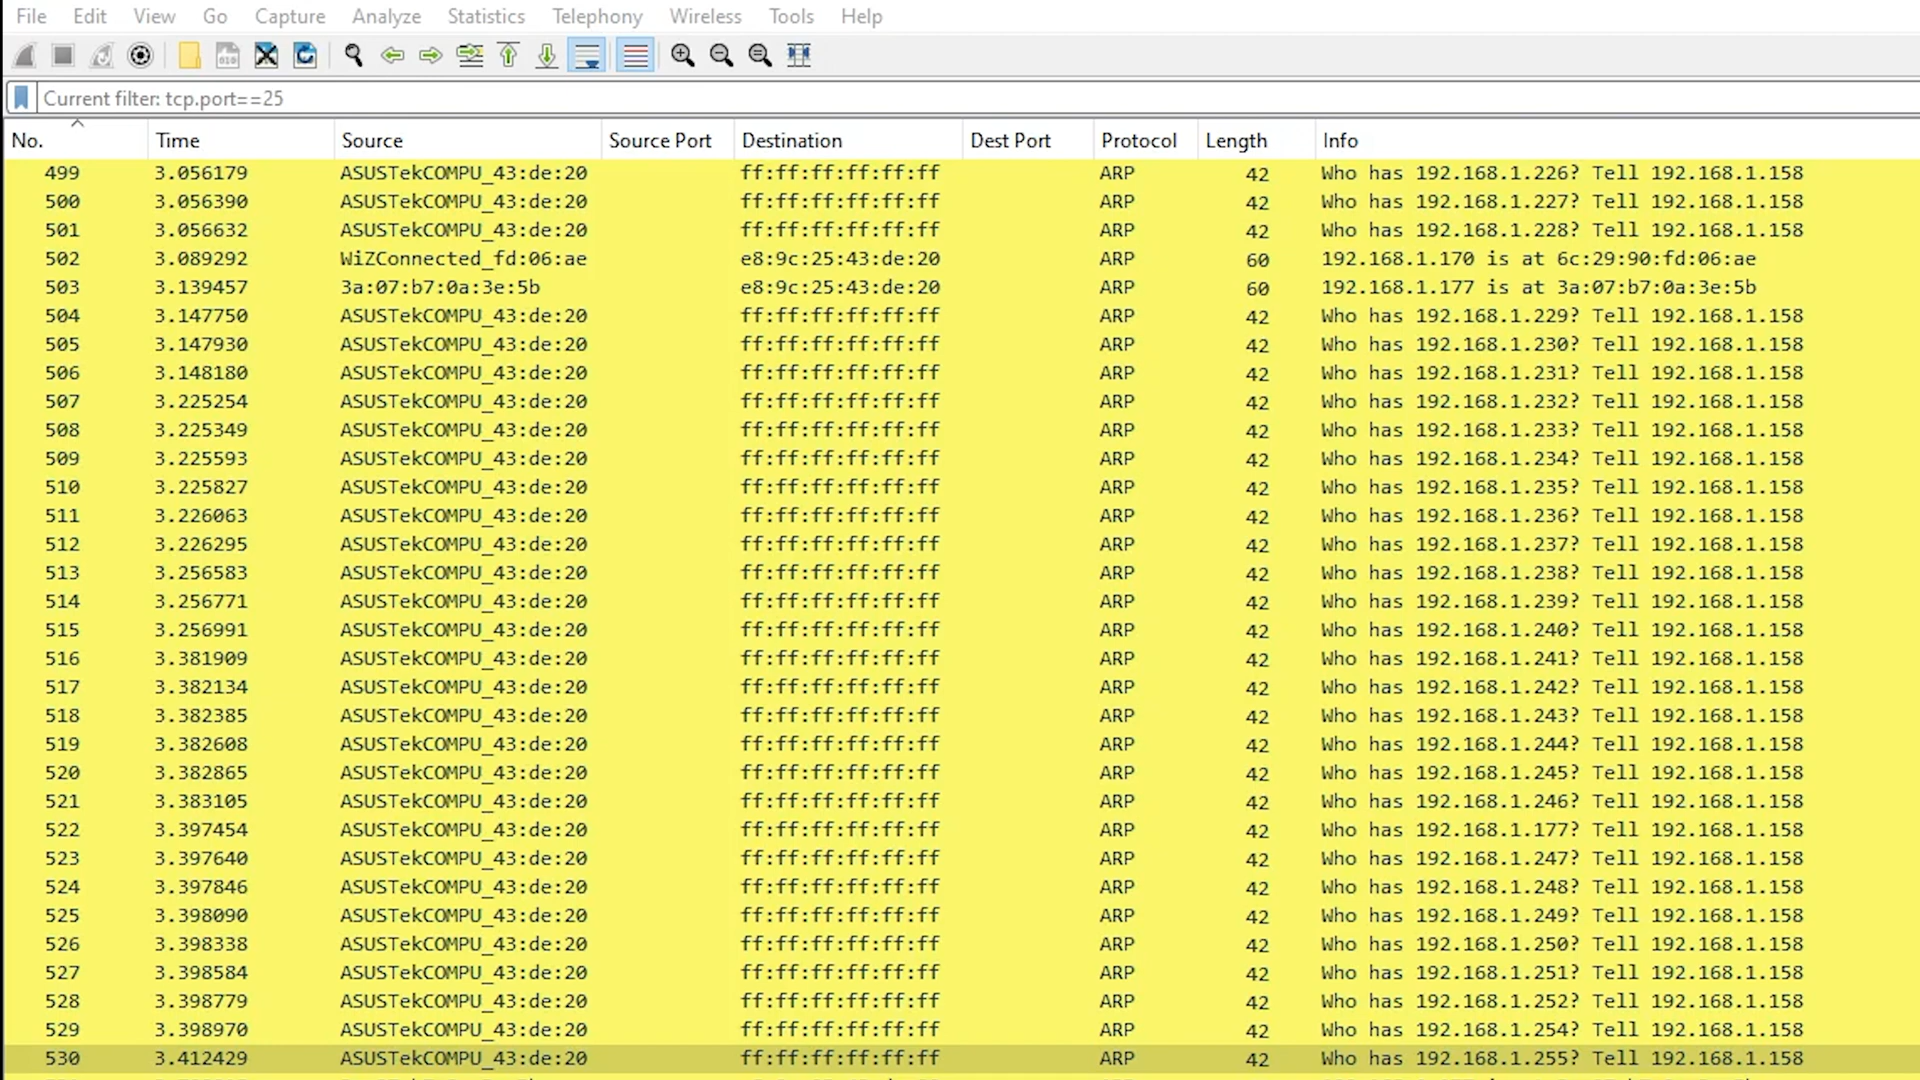 File Edit View Go Capture Analyze Statistics Telephony Wireless Tools Help
Current filter: tcp.port==25
No. Time Source Source Port Destination Dest Port Protocol Length Info
499 3.056179 ASUSTekCOMPU_43:de:20 ff:ff:ff:ff:ff:ff ARP 42 Who has 192.168.1.226? Tell 192.168.1.158
500 3.056390 ASUSTekCOMPU_43:de:20 ff:ff:ff:ff:ff:ff ARP 42 Who has 192.168.1.227? Tell 192.168.1.158
501 3.056632 ASUSTekCOMPU_43:de:20 ff:ff:ff:ff:ff:ff ARP 42 Who has 192.168.1.228? Tell 192.168.1.158
502 3.089292 WiZConnected_fd:06:ae e8:9c:25:43:de:20 ARP 60 192.168.1.170 is at 6c:29:90:fd:06:ae
503 3.139457 3a:07:b7:0a:3e:5b e8:9c:25:43:de:20 ARP 60 192.168.1.177 is at 3a:07:b7:0a:3e:5b
504 3.147750 ASUSTekCOMPU_43:de:20 ff:ff:ff:ff:ff:ff ARP 42 Who has 192.168.1.229? Tell 192.168.1.158
505 3.147930 ASUSTekCOMPU_43:de:20 ff:ff:ff:ff:ff:ff ARP 42 Who has 192.168.1.230? Tell 192.168.1.158
506 3.148180 ASUSTekCOMPU_43:de:20 ff:ff:ff:ff:ff:ff ARP 42 Who has 192.168.1.231? Tell 192.168.1.158
507 3.225254 ASUSTekCOMPU_43:de:20 ff:ff:ff:ff:ff:ff ARP 42 Who has 192.168.1.232? Tell 192.168.1.158
508 3.225349 ASUSTekCOMPU_43:de:20 ff:ff:ff:ff:ff:ff ARP 42 Who has 192.168.1.233? Tell 192.168.1.158
509 3.225593 ASUSTekCOMPU_43:de:20 ff:ff:ff:ff:ff:ff ARP 42 Who has 192.168.1.234? Tell 192.168.1.158
510 3.225827 ASUSTekCOMPU_43:de:20 ff:ff:ff:ff:ff:ff ARP 42 Who has 192.168.1.235? Tell 192.168.1.158
511 3.226063 ASUSTekCOMPU_43:de:20 ff:ff:ff:ff:ff:ff ARP 42 Who has 192.168.1.236? Tell 192.168.1.158
512 3.226295 ASUSTekCOMPU_43:de:20 ff:ff:ff:ff:ff:ff ARP 42 Who has 192.168.1.237? Tell 192.168.1.158
513 3.256583 ASUSTekCOMPU_43:de:20 ff:ff:ff:ff:ff:ff ARP 42 Who has 192.168.1.238? Tell 192.168.1.158
514 3.256771 ASUSTekCOMPU_43:de:20 ff:ff:ff:ff:ff:ff ARP 42 Who has 192.168.1.239? Tell 192.168.1.158
515 3.256991 ASUSTekCOMPU_43:de:20 ff:ff:ff:ff:ff:ff ARP 42 Who has 192.168.1.240? Tell 192.168.1.158
516 3.381909 ASUSTekCOMPU_43:de:20 ff:ff:ff:ff:ff:ff ARP 42 Who has 192.168.1.241? Tell 192.168.1.158
517 3.382134 ASUSTekCOMPU_43:de:20 ff:ff:ff:ff:ff:ff ARP 42 Who has 192.168.1.242? Tell 192.168.1.158
518 3.382385 ASUSTekCOMPU_43:de:20 ff:ff:ff:ff:ff:ff ARP 42 Who has 192.168.1.243? Tell 192.168.1.158
519 3.382608 ASUSTekCOMPU_43:de:20 ff:ff:ff:ff:ff:ff ARP 42 Who has 192.168.1.244? Tell 192.168.1.158
520 3.382865 ASUSTekCOMPU_43:de:20 ff:ff:ff:ff:ff:ff ARP 42 Who has 192.168.1.245? Tell 192.168.1.158
521 3.383105 ASUSTekCOMPU_43:de:20 ff:ff:ff:ff:ff:ff ARP 42 Who has 192.168.1.246? Tell 192.168.1.158
522 3.397454 ASUSTekCOMPU_43:de:20 ff:ff:ff:ff:ff:ff ARP 42 Who has 192.168.1.177? Tell 192.168.1.158
523 3.397640 ASUSTekCOMPU_43:de:20 ff:ff:ff:ff:ff:ff ARP 42 Who has 192.168.1.247? Tell 192.168.1.158
524 3.397846 ASUSTekCOMPU_43:de:20 ff:ff:ff:ff:ff:ff ARP 42 Who has 192.168.1.248? Tell 192.168.1.158
525 3.398090 ASUSTekCOMPU_43:de:20 ff:ff:ff:ff:ff:ff ARP 42 Who has 192.168.1.249? Tell 192.168.1.158
526 3.398338 ASUSTekCOMPU_43:de:20 ff:ff:ff:ff:ff:ff ARP 42 Who has 192.168.1.250? Tell 192.168.1.158
527 3.398584 ASUSTekCOMPU_43:de:20 ff:ff:ff:ff:ff:ff ARP 42 Who has 192.168.1.251? Tell 192.168.1.158
528 3.398779 ASUSTekCOMPU_43:de:20 ff:ff:ff:ff:ff:ff ARP 42 Who has 192.168.1.252? Tell 192.168.1.158
529 3.398970 ASUSTekCOMPU_43:de:20 ff:ff:ff:ff:ff:ff ARP 42 Who has 192.168.1.254? Tell 192.168.1.158
530 3.412429 ASUSTekCOMPU_43:de:20 ff:ff:ff:ff:ff:ff ARP 42 Who has 192.168.1.255? Tell 192.168.1.158